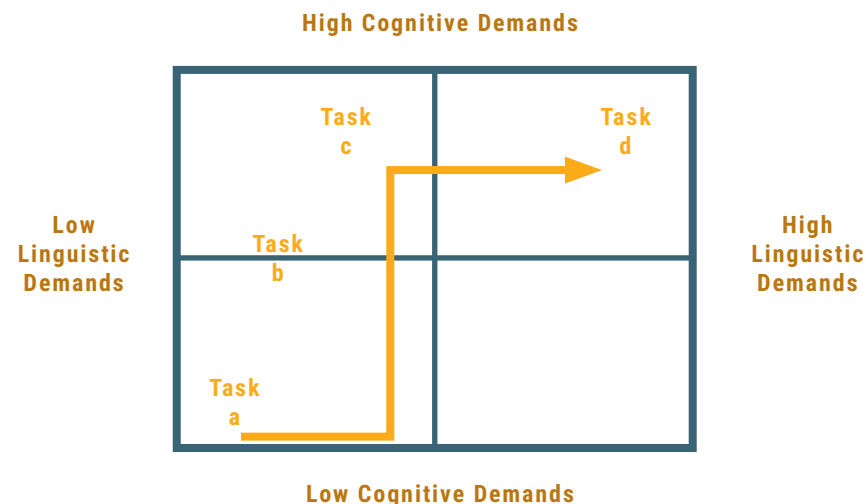 High Cognitive Demands
Task
c
Task
d
Low
Linguistic
Demands
Task
b
High
Linguistic
Demands
Task
a
Low Cognitive Demands